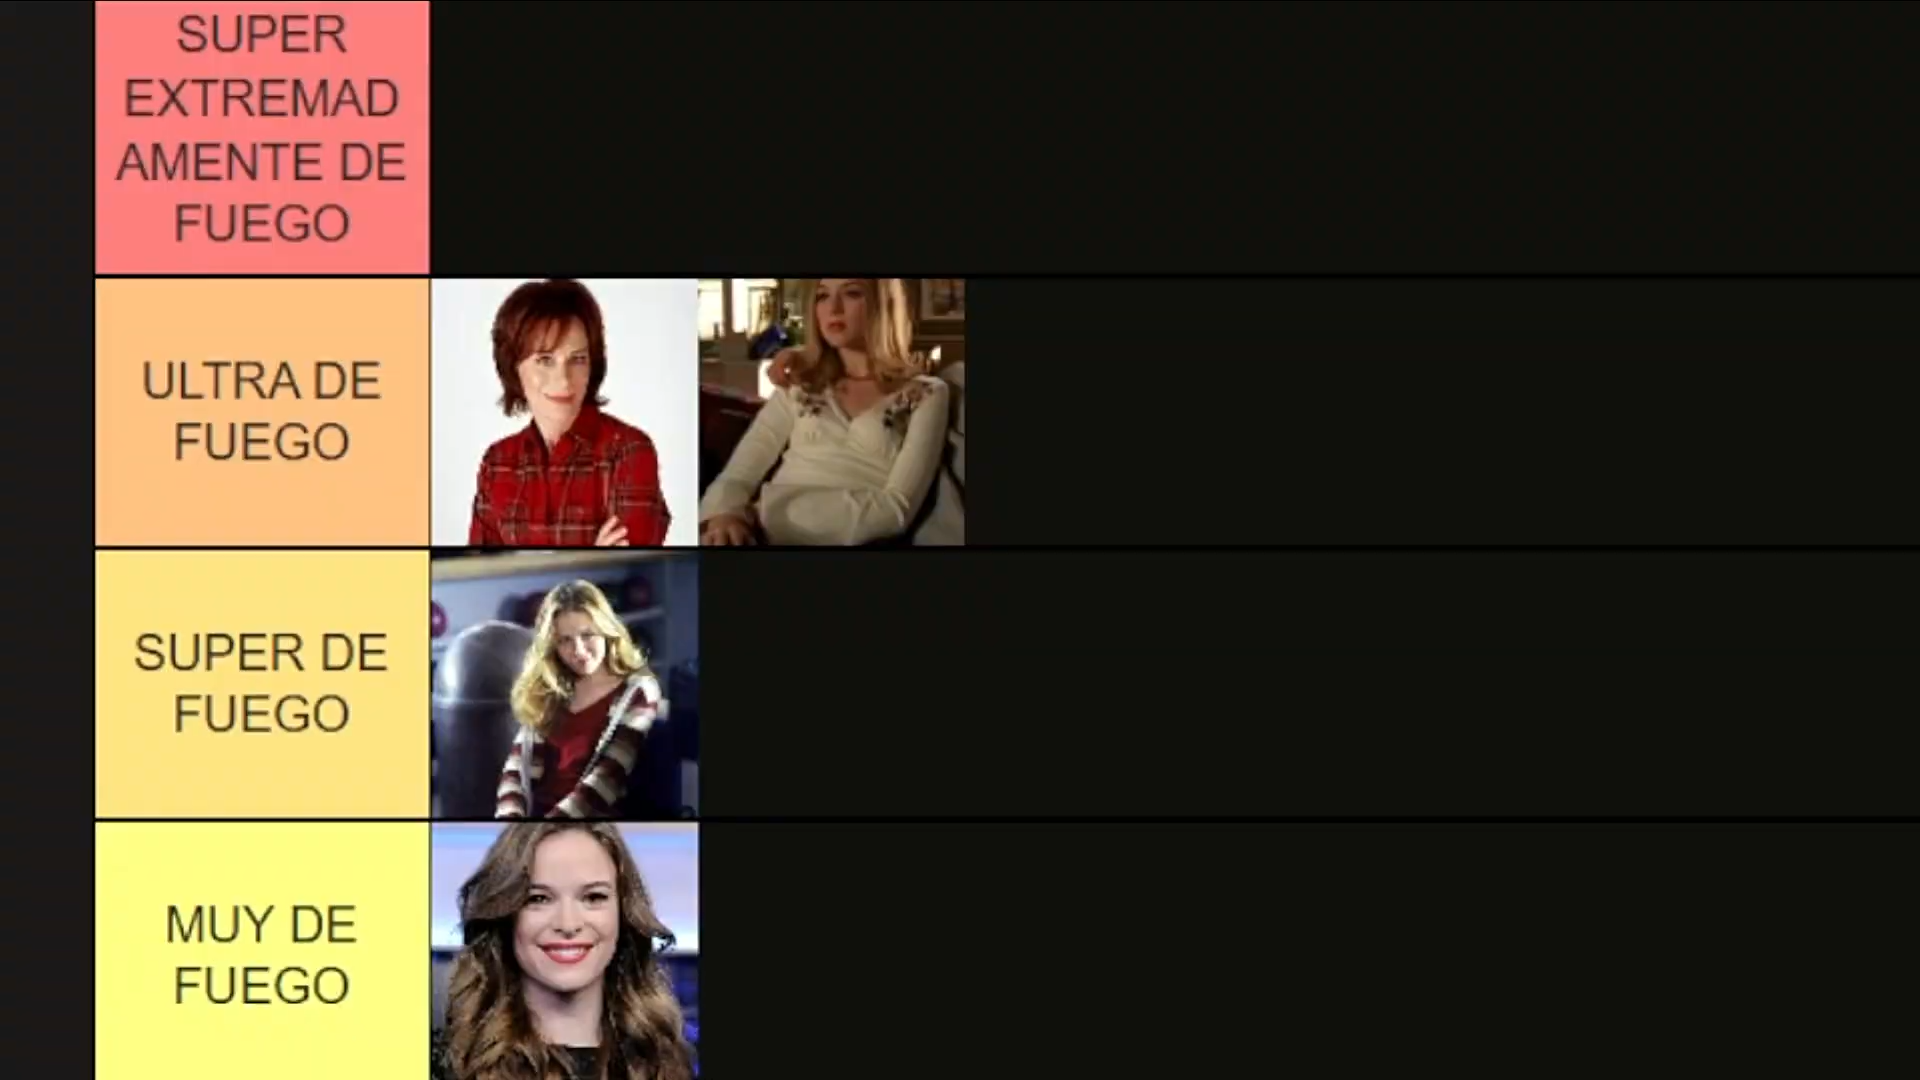 SUPER
EXTREMAD
AMENTE DE
FUEGO
ULTRA DE
FUEGO
SUPER DE
FUEGO
MUY DE
FUEGO